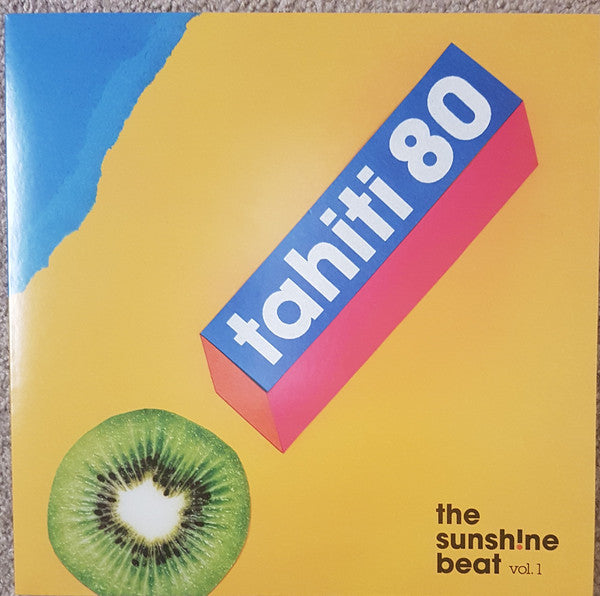 tahiti 80
the
sunsh!ne
beat vol. 1